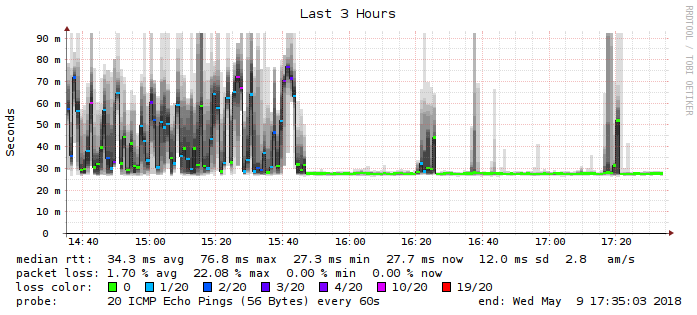 Last 3 Hours
RRDTOOL / TOBI OETIKER
Seconds
90 m
80 m
70 m
60 m
50 m
40 m
30 m
20 m
10 m
0
14:40 15:00 15:20 15:40 16:00 16:20 16:40 17:00 17:20
median rtt: 34.3 ms avg 76.8 ms max 27.3 ms min 27.7 ms now 12.0 ms sd 2.8 am/s
packet loss: 1.70 % avg 22.08 % max 0.00 % min 0.00 % now
loss color: 0 1/20 2/20 3/20 4/20 10/20 19/20
probe: 20 ICMP Echo Pings (56 Bytes) every 60s end: Wed May 9 17:35:03 2018